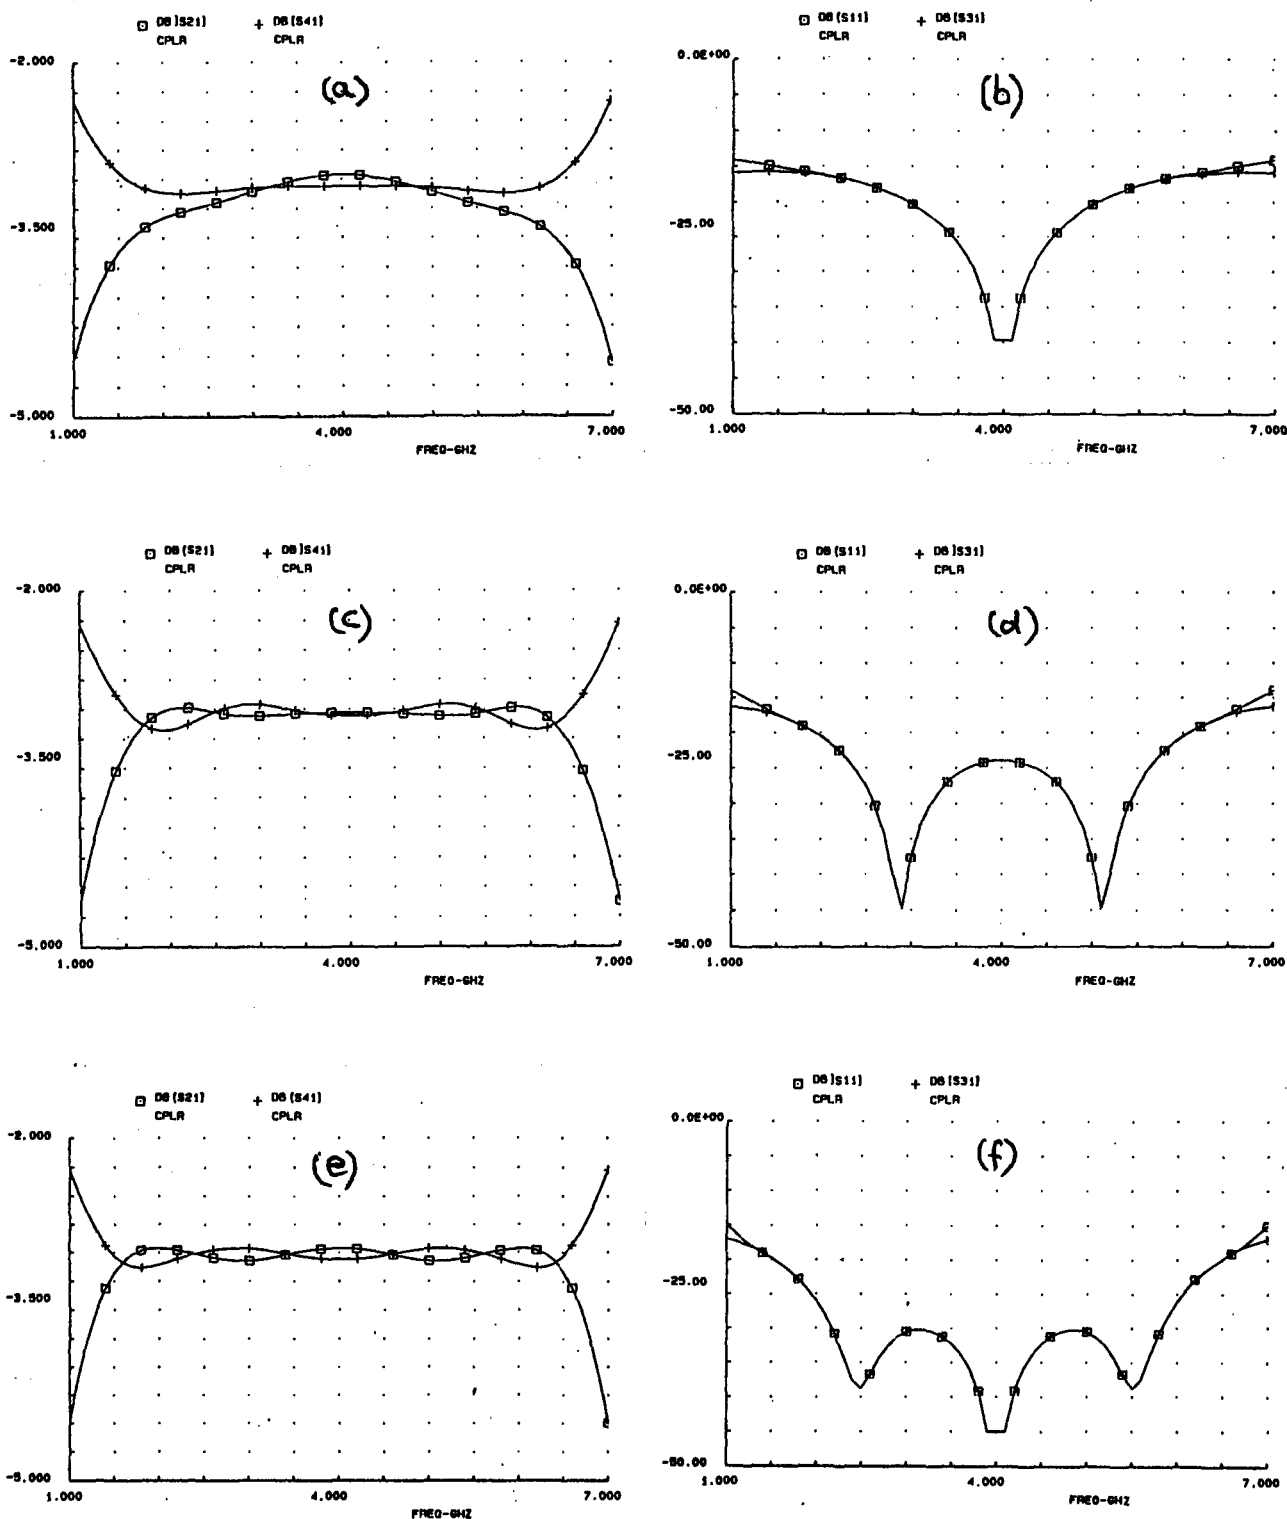 DB[S21] DB[S41]
CPLR CPLR
-2.000
(a)
-3.500
-5.000
1.000 4.000 7.000
FREQ-GHZ
DB[S11] DB[S31]
CPLR CPLR
0.0E+00
(b)
-25.00
-50.00
1.000 4.000 7.000
FREQ-GHZ
DB[S21] DB[S41]
CPLR CPLR
-2.000
(c)
-3.500
-5.000
1.000 4.000 7.000
FREQ-GHZ
DB[S11] DB[S31]
CPLR CPLR
0.0E+00
(d)
-25.00
-50.00
1.000 4.000 7.000
FREQ-GHZ
DB[S21] DB[S41]
CPLR CPLR
-2.000
(e)
-3.500
-5.000
1.000 4.000 7.000
FREQ-GHZ
DB[S11] DB[S31]
CPLR CPLR
0.0E+00
(f)
-25.00
-50.00
1.000 4.000 7.000
FREQ-GHZ